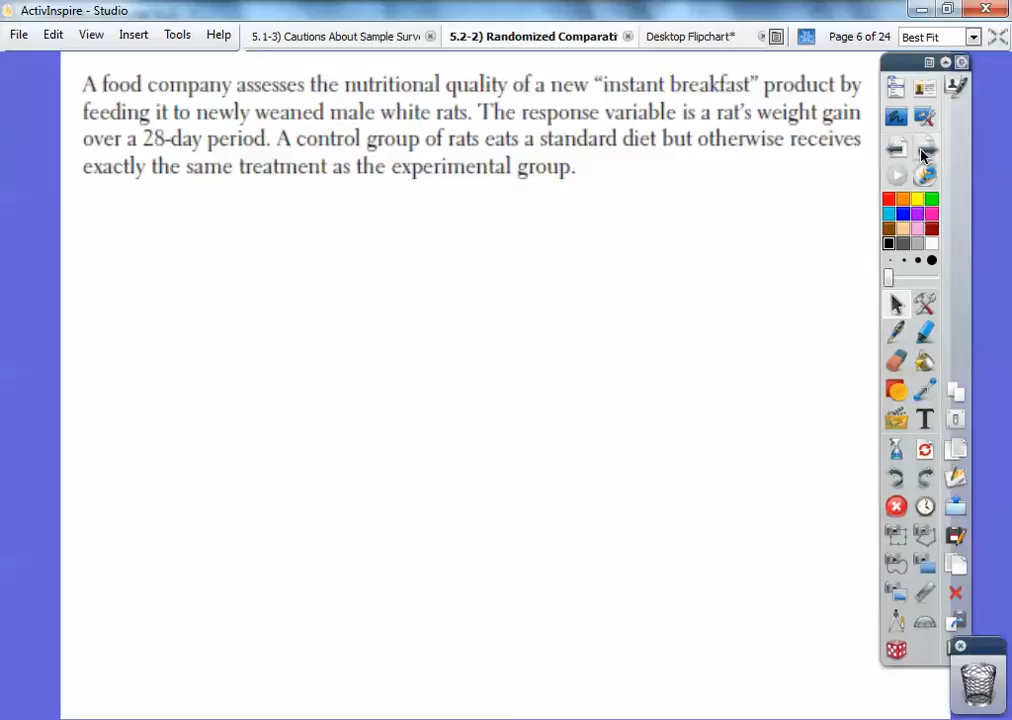 ActivInspire - Studio
File Edit View Insert Tools Help
5.1-3) Cautions About Sample Surv
5.2-2) Randomized Comparati
Desktop Flipchart*
Page 6 of 24
Best Fit
A food company assesses the nutritional quality of a new “instant breakfast” product by
feeding it to newly weaned male white rats. The response variable is a rat’s weight gain
over a 28-day period. A control group of rats eats a standard diet but otherwise receives
exactly the same treatment as the experimental group.
T